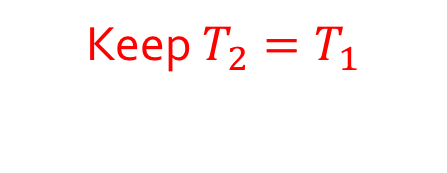 Keep T₂ = T₁